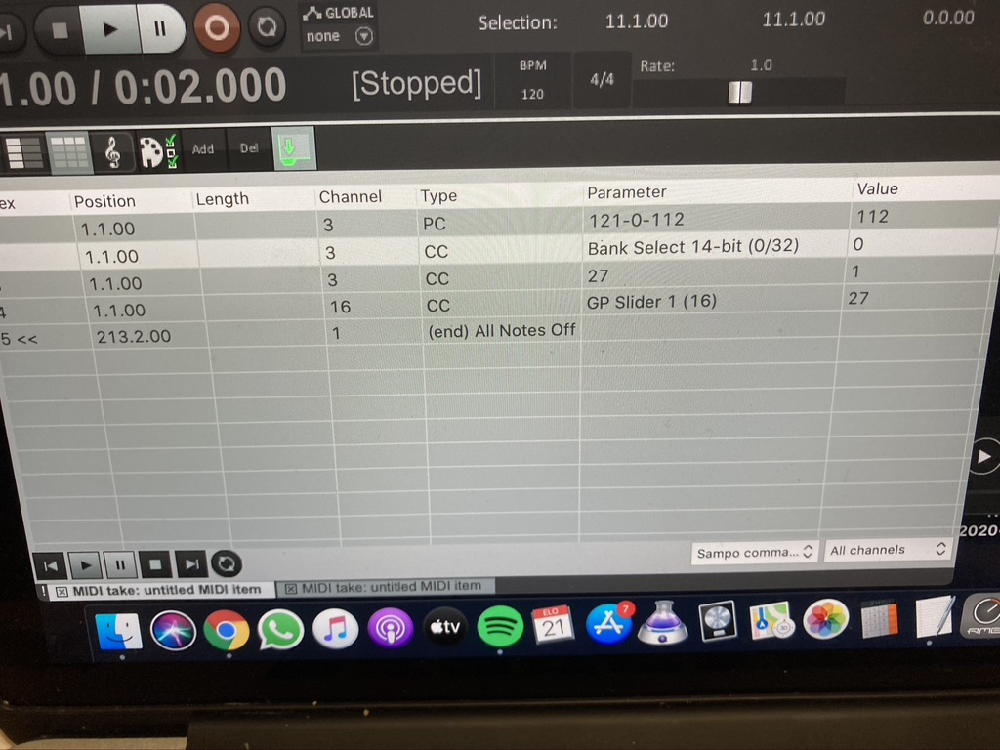 GLOBAL
none
Selection: 11.1.00 11.1.00 0.0.00
1.00 / 0:02.000 [Stopped]
BPM
120
4/4
Rate: 1.0
Add Del
ex Position Length Channel Type Parameter Value
1.1.00 3 PC 121-0-112 112
1.1.00 3 CC Bank Select 14-bit (0/32) 0
1.1.00 3 CC 27 1
4 1.1.00 16 CC GP Slider 1 (16) 27
5 << 213.2.00 1 (end) All Notes Off
2020-
Sampo comma... All channels
! MIDI take: untitled MIDI item MIDI take: untitled MIDI item
tv
ELO
21
7
3D
RME